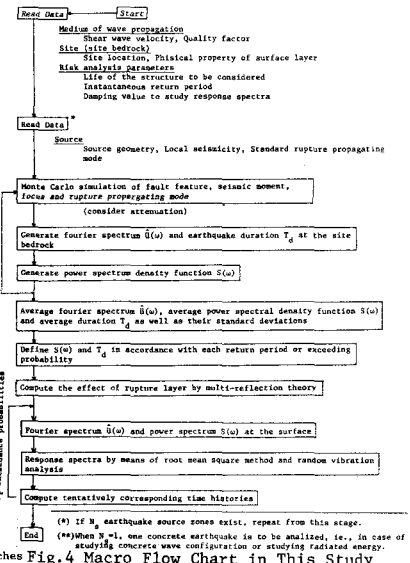 Read Data
Start
Medium of wave propagation
Shear wave velocity, Quality factor
Site (site bedrock)
Site location, Phisical property of surface layer
Risk analysis parameters
Life of the structure to be considered
Instantaneous return period
Damping value to study response spectra
Read Data *
Source
Source geometry, Local seismicity, Standard rupture propagating
mode
Monte Carlo simulation of fault feature, seismic moment,
focus and rupture propergating mode
(consider attenuation)
Generate fourier spectrum Ũ(ω) and earthquake duration T_d at the site
bedrock
Generate power spectrum density function S(ω)
Average fourier spectrum Ũ(ω), average power spectral density function S(ω)
and average duration T_d as well as their standard deviations
Define S(ω) and T_d in accordance with each return period or exceeding
probability
Compute the effect of rupture layer by multi-reflection theory
Fourier spectrum Ũ(ω) and power spectrum S(ω) at the surface
Response spectra by means of root mean square method and random vibration
analysis
Compute tentatively corresponding time histories
End
probabilities
(*) If N_s earthquake source zones exist, repeat from this stage.
(**)When N_s=1, one concrete earthquake is to be analized, ie., in case of
studying concrete wave configuration or studying radiated energy.
ches Fig.4 Macro Flow Chart in This Study